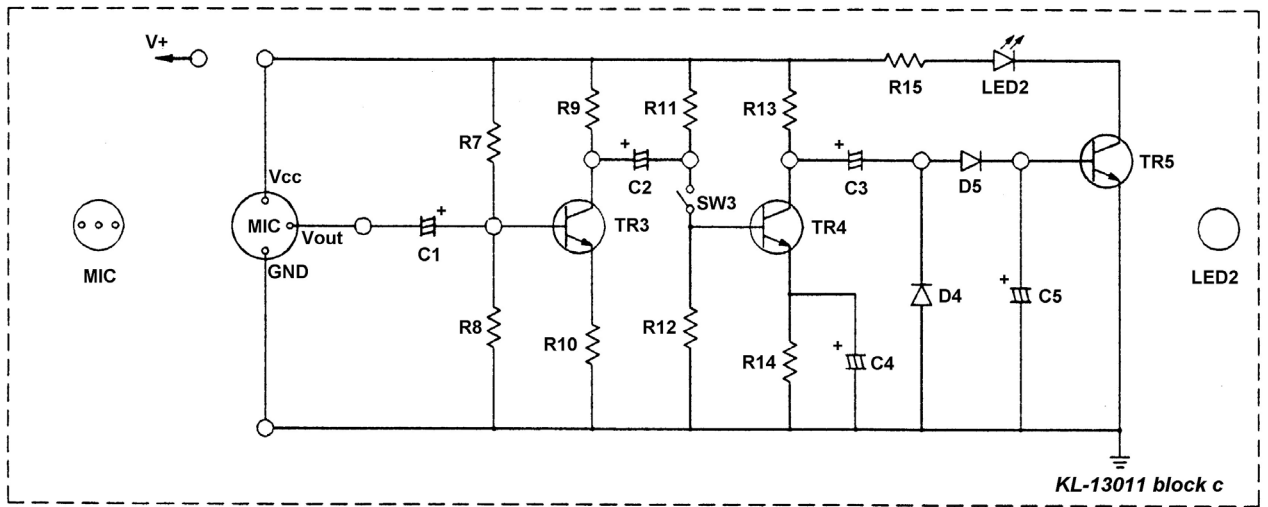 V+
R15
LED2
R9
R11
R13
R7
+
C2
+
C3
D5
TR5
Vcc
SW3
MIC
Vout
+
C1
TR3
TR4
MIC
GND
LED2
R8
R10
R12
D4
+
C5
R14
+
C4
KL-13011 block c